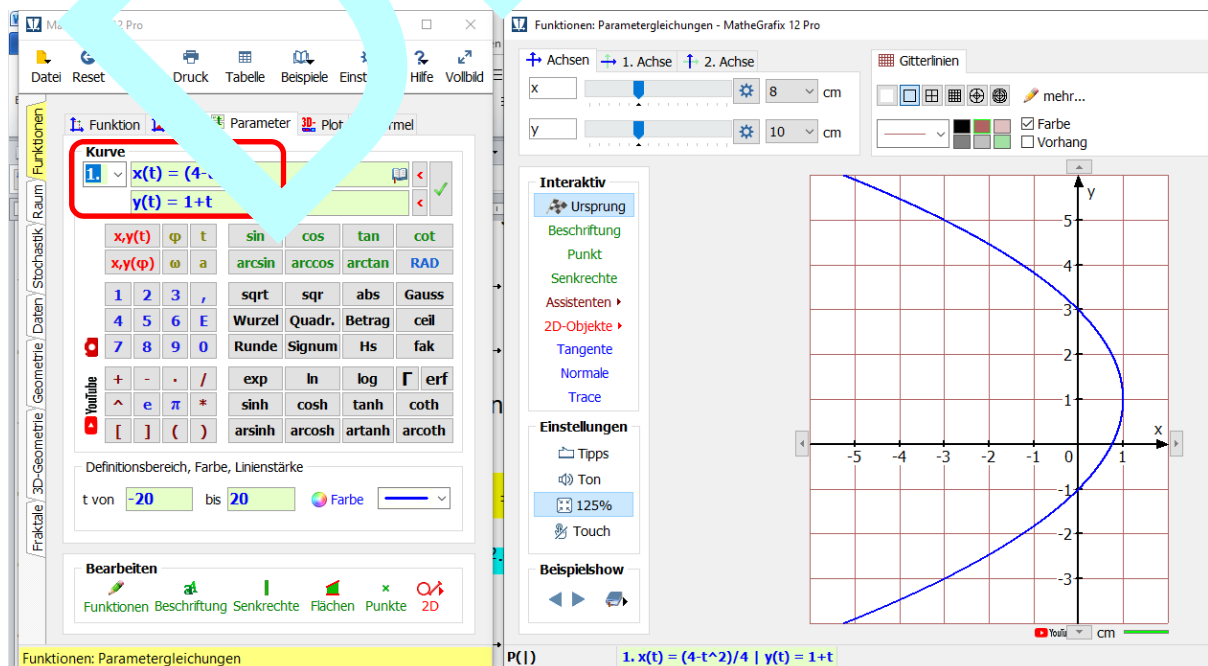 Pro
Datei Reset Druck Tabelle Beispiele Einst Hilfe Vollbild
Funktion Parameter 3D- Plot mel
Kurve
1. x(t) = (4-t <
y(t) = 1+t <
x,y(t) φ t sin cos tan cot
x,y(φ) ω a arcsin arccos arctan RAD
1 2 3 , sqrt sqr abs Gauss
4 5 6 E Wurzel Quadr. Betrag ceil
7 8 9 0 Runde Signum Hs fak
+ - · / exp ln log Γ erf
^ e π * sinh cosh tanh coth
[ ] ( ) arsinh arcosh artanh arcoth
YouTube
Definitionsbereich, Farbe, Linienstärke
t von -20 bis 20 Farbe
Bearbeiten
Funktionen Beschriftung Senkrechte Flächen Punkte 2D
Funktionen: Parametergleichungen
Funktionen
Raum
Stochastik
Daten
Geometrie
3D-Geometrie
Fraktale
Funktionen: Parametergleichungen - MatheGrafix 12 Pro
Achsen 1. Achse 2. Achse
x 8 cm
y 10 cm
Gitterlinien
mehr...
Farbe
Vorhang
Interaktiv
Ursprung
Beschriftung
Punkt
Senkrechte
Assistenten
2D-Objekte
Tangente
Normale
Trace
Einstellungen
Tipps
Ton
125%
Touch
Beispielshow
y
5
4
3
2
1
x
-5 -4 -3 -2 -1 0 1
-1
-2
-3
cm
P(|) 1. x(t) = (4-t^2)/4 | y(t) = 1+t